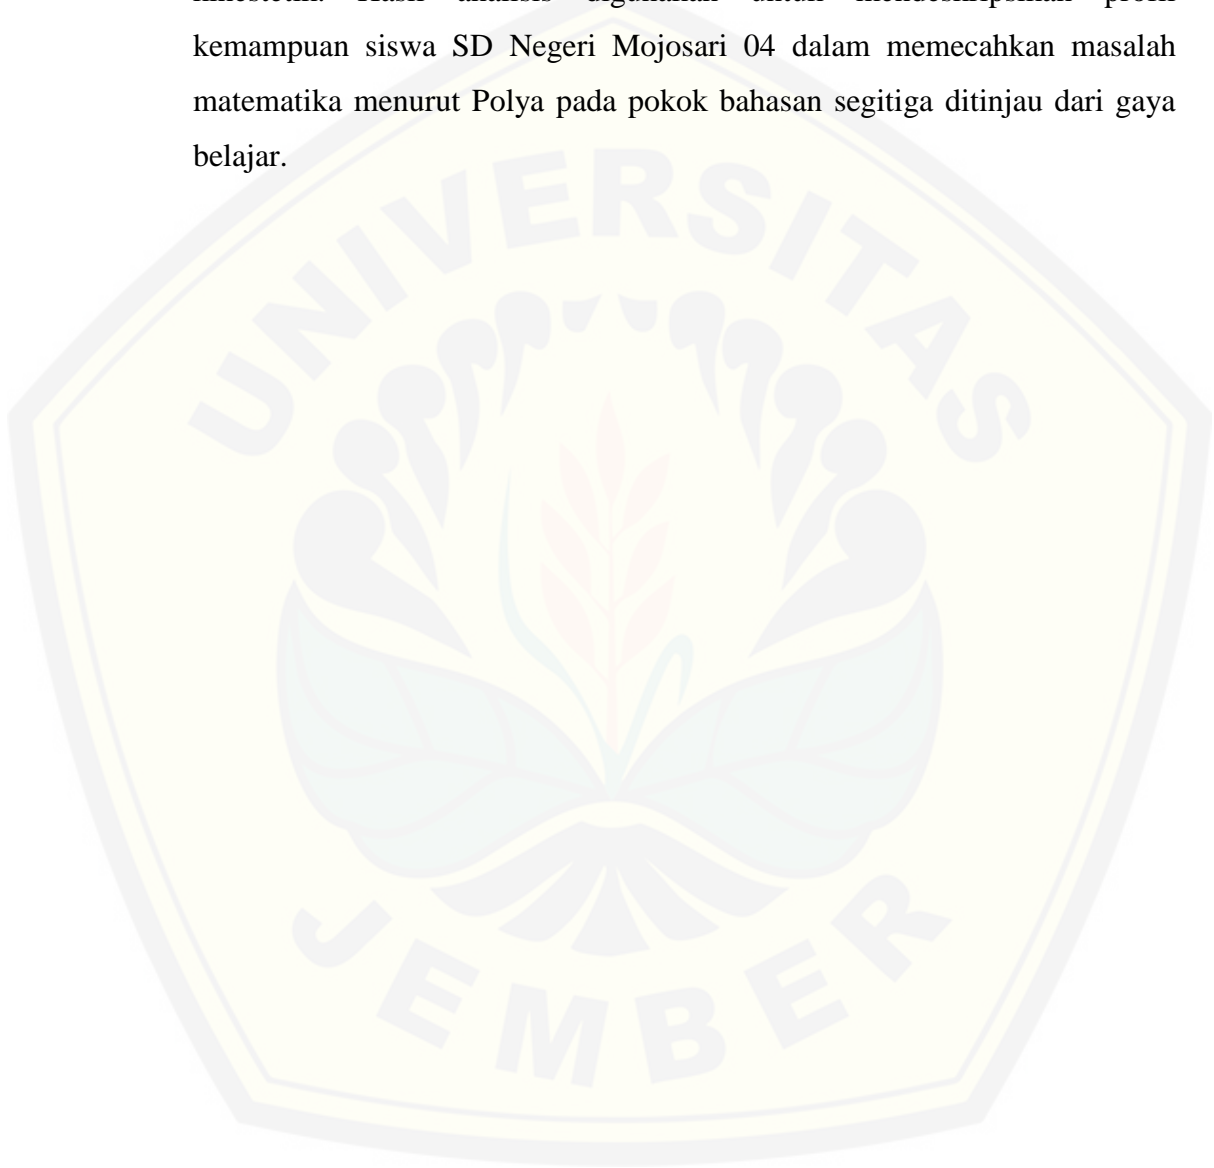 kinestetik. Hasil analisis digunakan untuk mendeskripsikan profil
kemampuan siswa SD Negeri Mojosari 04 dalam memecahkan masalah
matematika menurut Polya pada pokok bahasan segitiga ditinjau dari gaya
belajar.
UNIVERSITAS
JEMBER